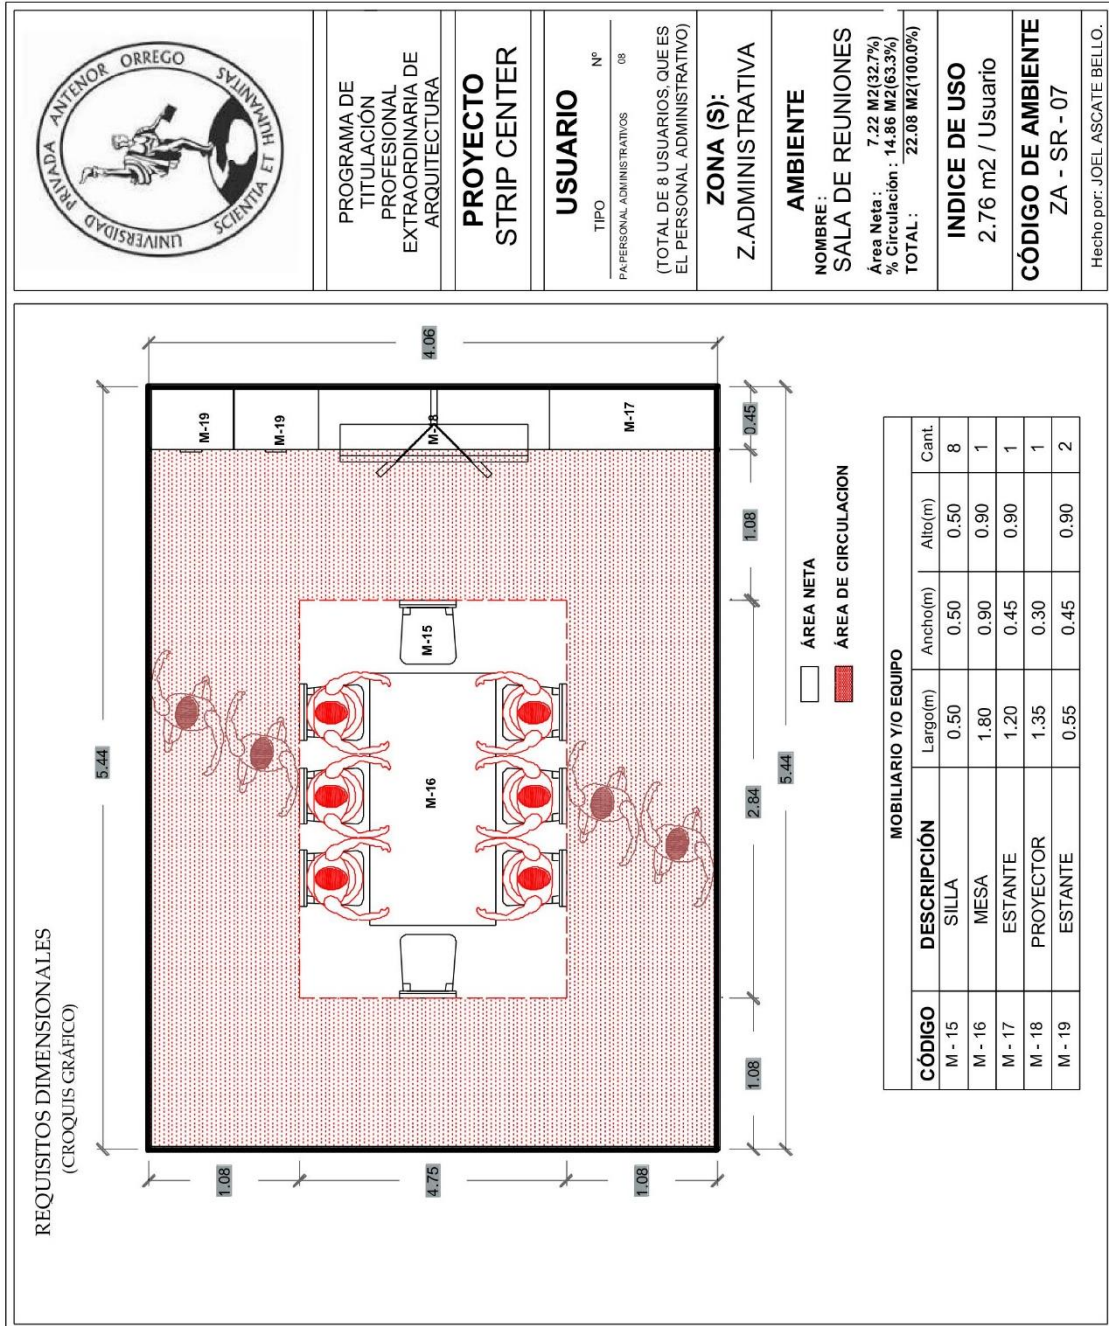 REQUISITOS DIMENSIONALES
(CROQUIS GRÁFICO)
5.44
4.06
1.08
4.75
1.08
M-19
M-19
M-18
M-17
M-15
M-16
1.08
2.84
1.08
0.45
5.44
ÁREA NETA
ÁREA DE CIRCULACION
MOBILIARIO Y/O EQUIPO
CÓDIGO DESCRIPCIÓN Largo(m) Ancho(m) Alto(m) Cant.
M - 15 SILLA 0.50 0.50 0.50 8
M - 16 MESA 1.80 0.90 0.90 1
M - 17 ESTANTE 1.20 0.45 0.90 1
M - 18 PROYECTOR 1.35 0.30 1
M - 19 ESTANTE 0.55 0.45 0.90 2
UNIVERSIDAD PRIVADA ANTENOR ORREGO
SCIENTIA ET HUMANITAS
PROGRAMA DE
TITULACIÓN
PROFESIONAL
EXTRAORDINARIA DE
ARQUITECTURA
PROYECTO
STRIP CENTER
USUARIO
TIPO Nº
PA:PERSONAL ADMINISTRATIVOS 08
(TOTAL DE 8 USUARIOS, QUE ES
EL PERSONAL ADMINISTRATIVO)
ZONA (S):
Z.ADMINISTRATIVA
AMBIENTE
NOMBRE :
SALA DE REUNIONES
Área Neta : 7.22 M2(32.7%)
% Circulación : 14.86 M2(63.3%)
TOTAL : 22.08 M2(100.0%)
INDICE DE USO
2.76 m2 / Usuario
CÓDIGO DE AMBIENTE
ZA - SR - 07
Hecho por: JOEL ASCATE BELLO.